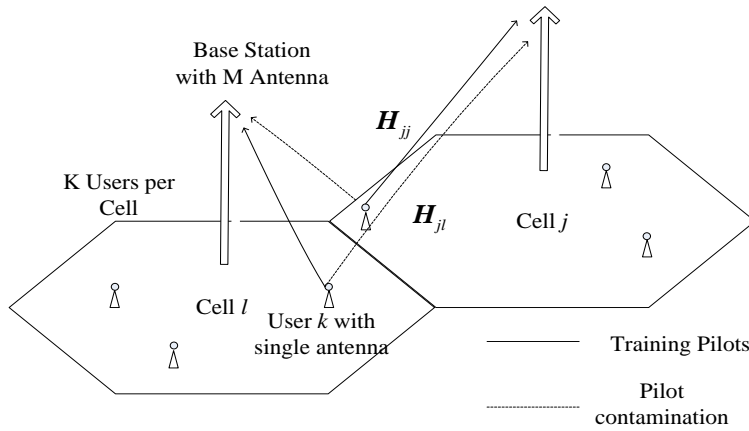 Base Station
with M Antenna
H_jj
K Users per
Cell
H_jl
Cell j
Cell l
User k with
single antenna
Training Pilots
Pilot
contamination